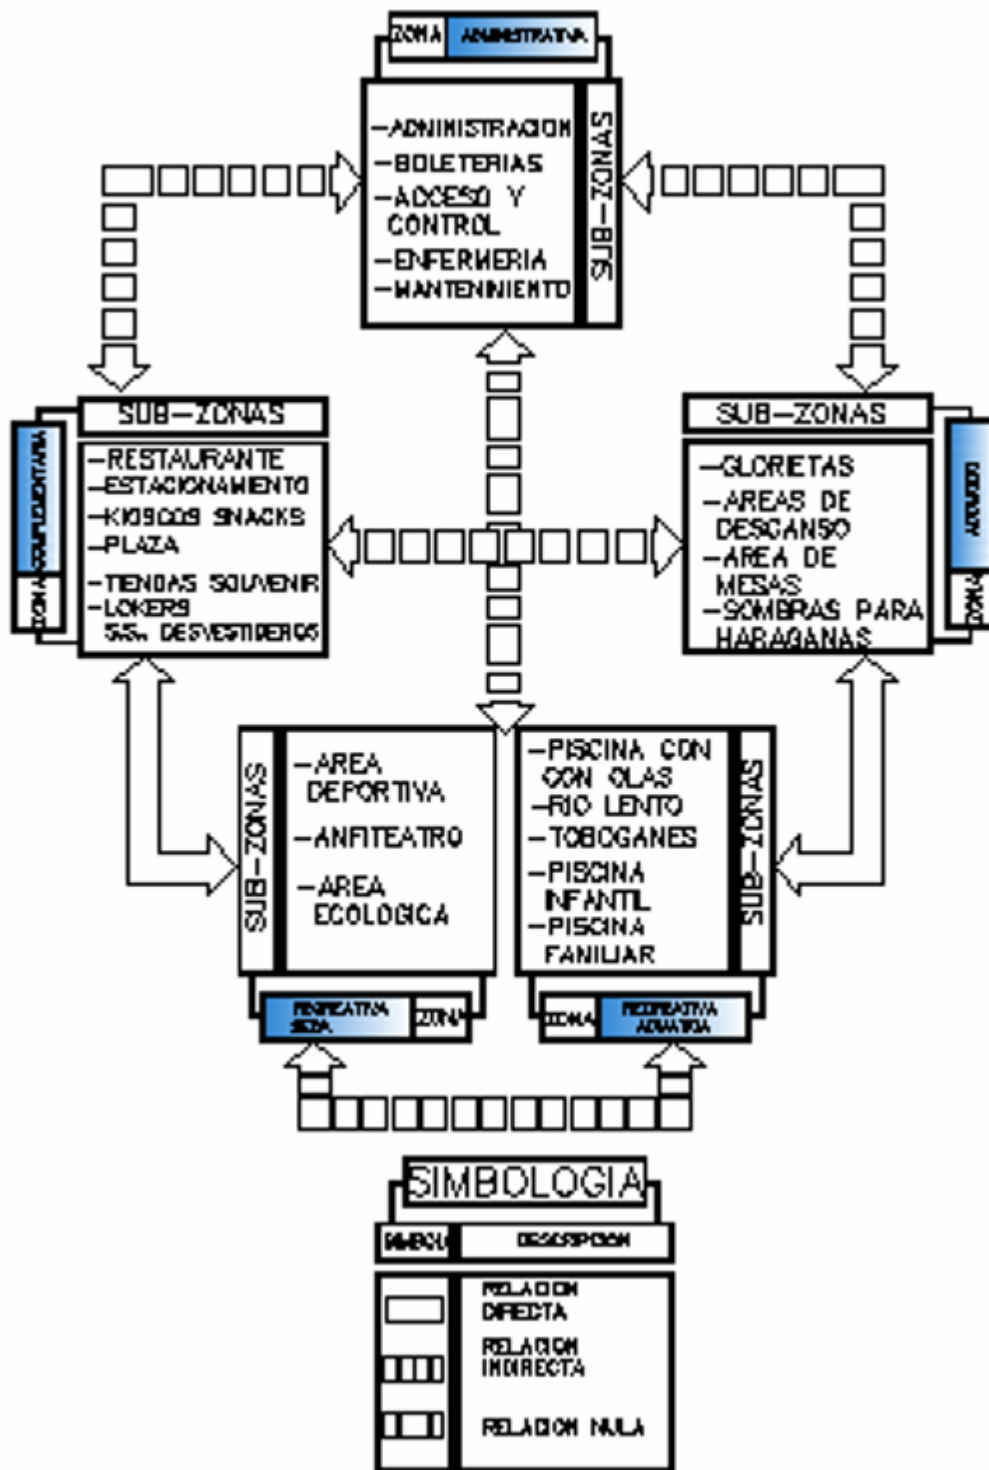 ZONA ADMINISTRATIVA
-ADMINISTRACION
-BOLETERIAS
-ACCESO Y
CONTROL
-ENFERMERIA
-MANTENIMIENTO
SUB-ZONAS
SUB-ZONAS
-RESTAURANTE
-ESTACIONAMIENTO
-KIOSCOS SNACKS
-PLAZA
-TIENDAS SOUVENIR
-LOKERS
S.S.. DESVESTIDEROS
ZONA COMPLEMENTARIA
SUB-ZONAS
-GLORIETAS
-AREAS DE
DESCANSO
-AREA DE
MESAS
-SOMBRAS PARA
HARAGANAS
ZONA
SUB-ZONAS
-AREA
DEPORTIVA
-ANFITEATRO
-AREA
ECOLOGICA
RECREATIVA
SECA
ZONA
-PISCINA CON
CON OLAS
-RIO LENTO
-TOBOGANES
-PISCINA
INFANTIL
-PISCINA
FAMILIAR
SUB-ZONAS
ZONA
RECREATIVA
ACUATICA
SIMBOLOGIA
SIMBOLO DESCRIPCION
RELACION
DIRECTA
RELACION
INDIRECTA
RELACION NULA